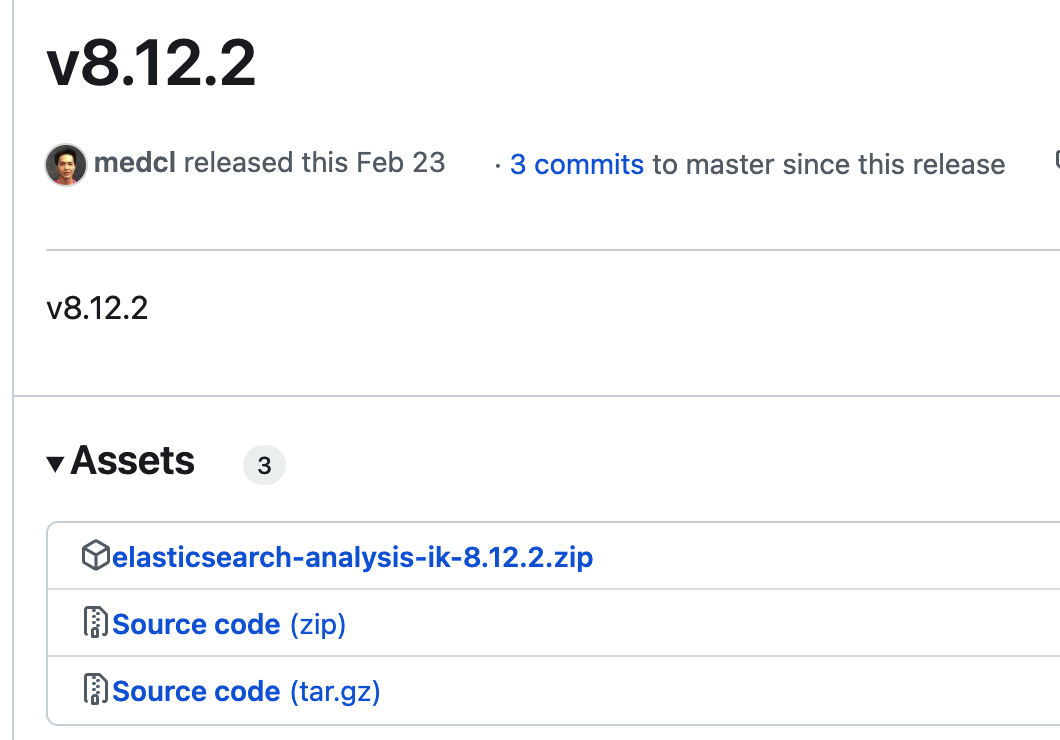 v8.12.2
medcl released this Feb 23 · 3 commits to master since this release
v8.12.2
Assets 3
elasticsearch-analysis-ik-8.12.2.zip
Source code (zip)
Source code (tar.gz)